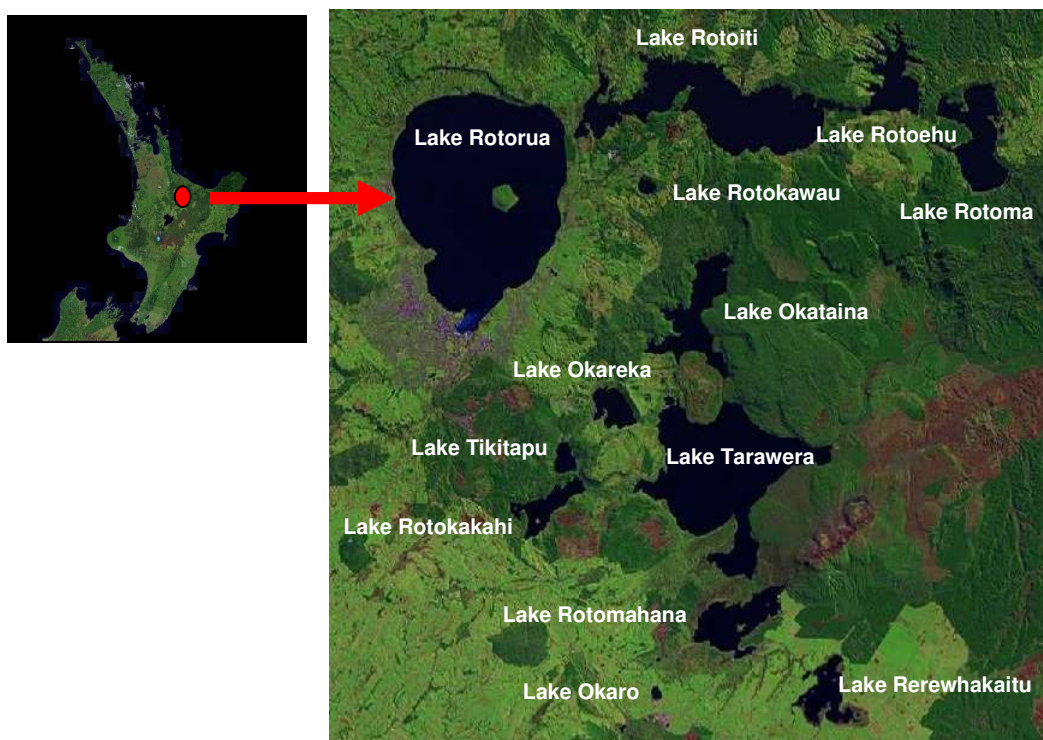 Lake Rotoiti
Lake Rotorua
Lake Rotoehu
Lake Rotokawau
Lake Rotoma
Lake Okataina
Lake Okareka
Lake Tikitapu
Lake Tarawera
Lake Rotokakahi
Lake Rotomahana
Lake Rerewhakaitu
Lake Okaro